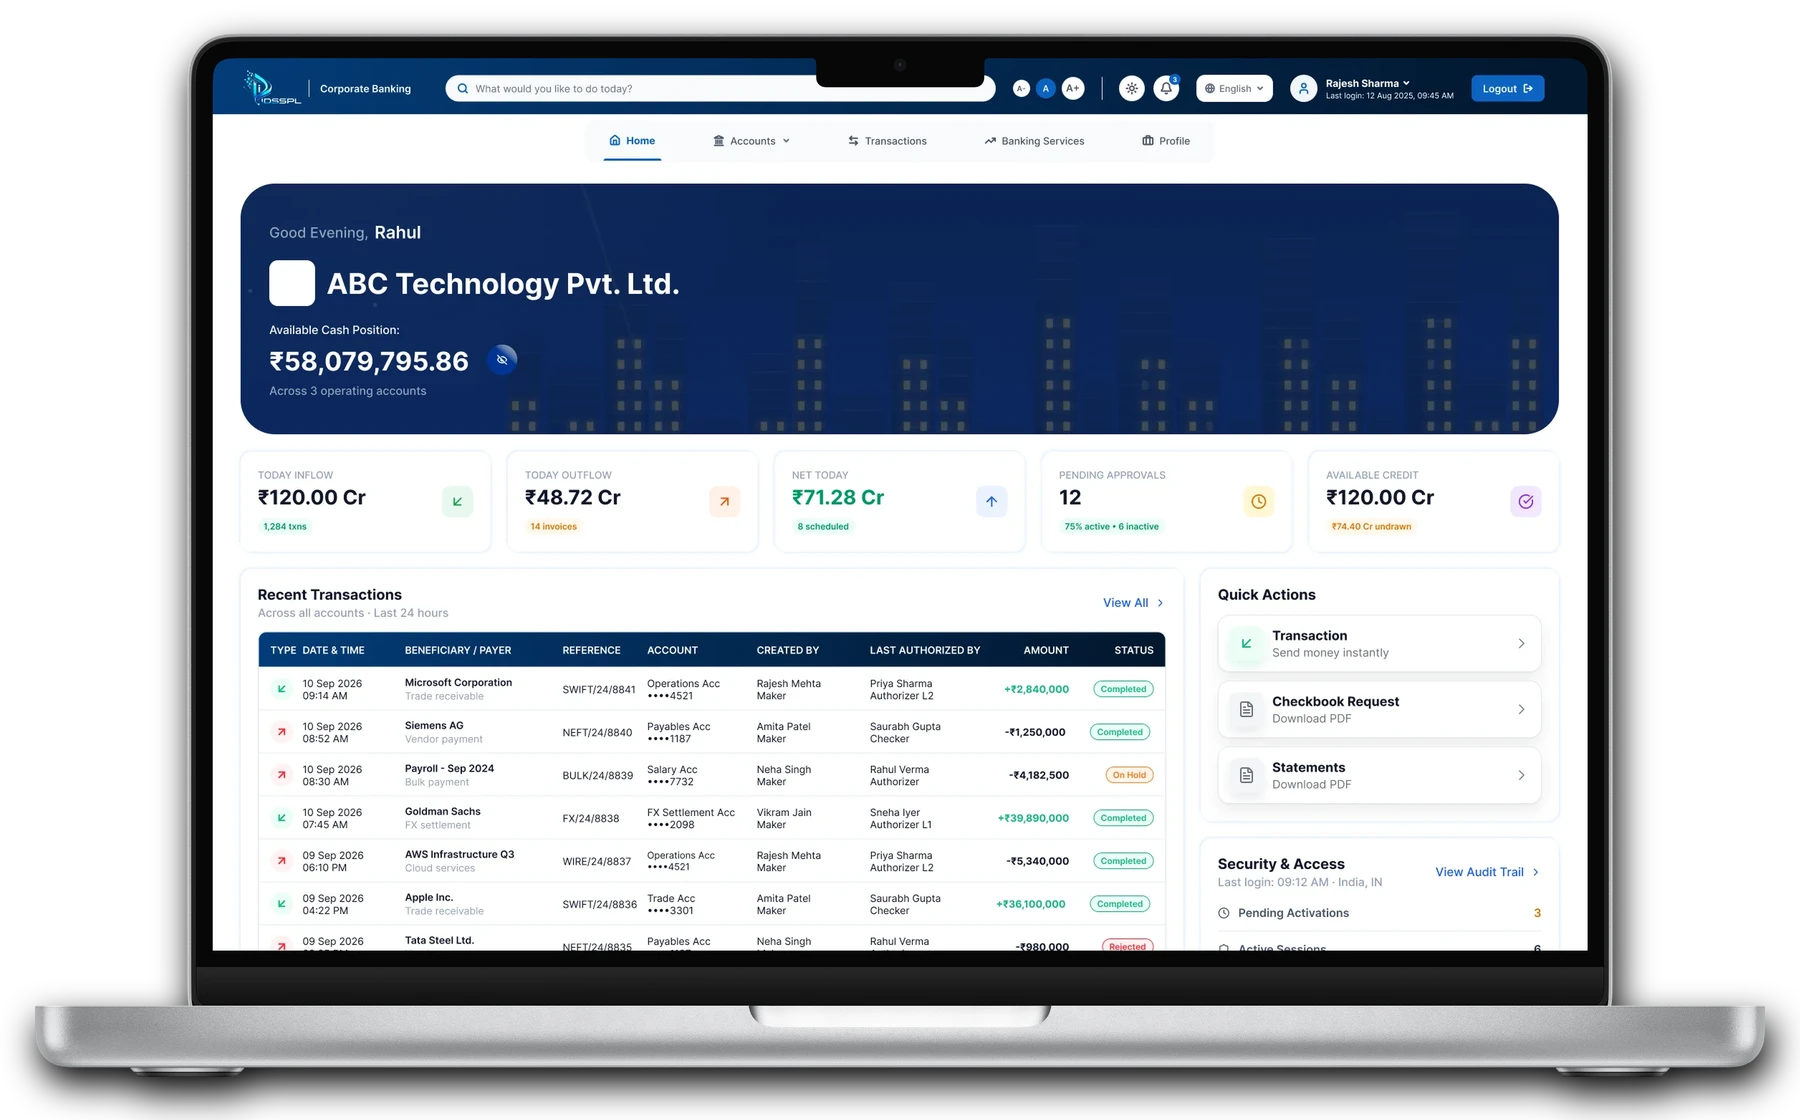 iDSSPL
Corporate Banking
What would you like to do today?
A-
A
A+
3
English
Rajesh Sharma
Last login: 12 Aug 2025, 09:45 AM
Logout
Home
Accounts
Transactions
Banking Services
Profile
Good Evening, Rahul
ABC Technology Pvt. Ltd.
Available Cash Position:
₹58,079,795.86
Across 3 operating accounts
TODAY INFLOW
₹120.00 Cr
1,284 txns
TODAY OUTFLOW
₹48.72 Cr
14 invoices
NET TODAY
₹71.28 Cr
8 scheduled
PENDING APPROVALS
12
75% active • 6 inactive
AVAILABLE CREDIT
₹120.00 Cr
₹74.40 Cr undrawn
Recent Transactions
Across all accounts · Last 24 hours
View All
TYPE DATE & TIME BENEFICIARY / PAYER REFERENCE ACCOUNT CREATED BY LAST AUTHORIZED BY AMOUNT STATUS
10 Sep 2026 Microsoft Corporation SWIFT/24/8841 Operations Acc Rajesh Mehta Priya Sharma +₹2,840,000 Completed
09:14 AM Trade receivable ••••4521 Maker Authorizer L2
10 Sep 2026 Siemens AG NEFT/24/8840 Payables Acc Amita Patel Saurabh Gupta -₹1,250,000 Completed
08:52 AM Vendor payment ••••1187 Maker Checker
10 Sep 2026 Payroll - Sep 2024 BULK/24/8839 Salary Acc Neha Singh Rahul Verma -₹4,182,500 On Hold
08:30 AM Bulk payment ••••7732 Maker Authorizer
10 Sep 2026 Goldman Sachs FX/24/8838 FX Settlement Acc Vikram Jain Sneha Iyer +₹39,890,000 Completed
07:45 AM FX settlement ••••2098 Maker Authorizer L1
09 Sep 2026 AWS Infrastructure Q3 WIRE/24/8837 Operations Acc Rajesh Mehta Priya Sharma -₹5,340,000 Completed
06:10 PM Cloud services ••••4521 Maker Authorizer L2
09 Sep 2026 Apple Inc. SWIFT/24/8836 Trade Acc Amita Patel Saurabh Gupta +₹36,100,000 Completed
04:22 PM Trade receivable ••••3301 Maker Checker
09 Sep 2026 Tata Steel Ltd. NEFT/24/8835 Payables Acc Neha Singh Rahul Verma -₹980,000 Rejected
Quick Actions
Transaction
Send money instantly
Checkbook Request
Download PDF
Statements
Download PDF
Security & Access
Last login: 09:12 AM · India, IN
View Audit Trail
Pending Activations 3
Active Sessions 6